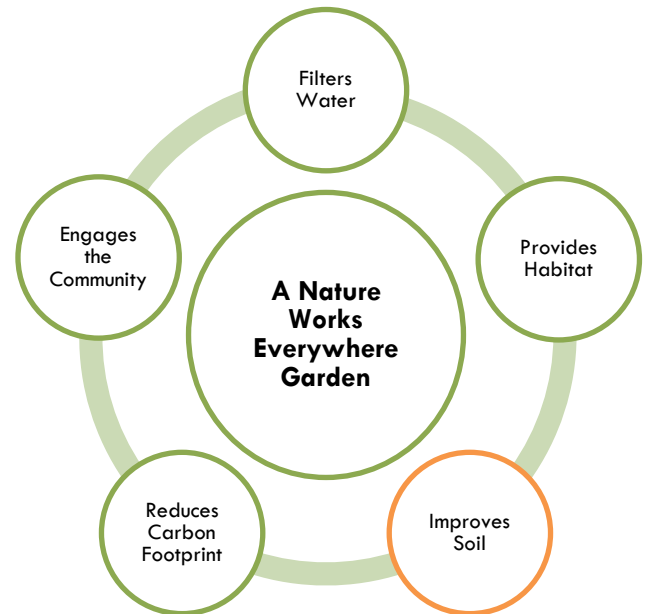 Filters
Water
Provides
Habitat
Improves
Soil
Reduces
Carbon
Footprint
Engages
the
Community
A Nature
Works
Everywhere
Garden